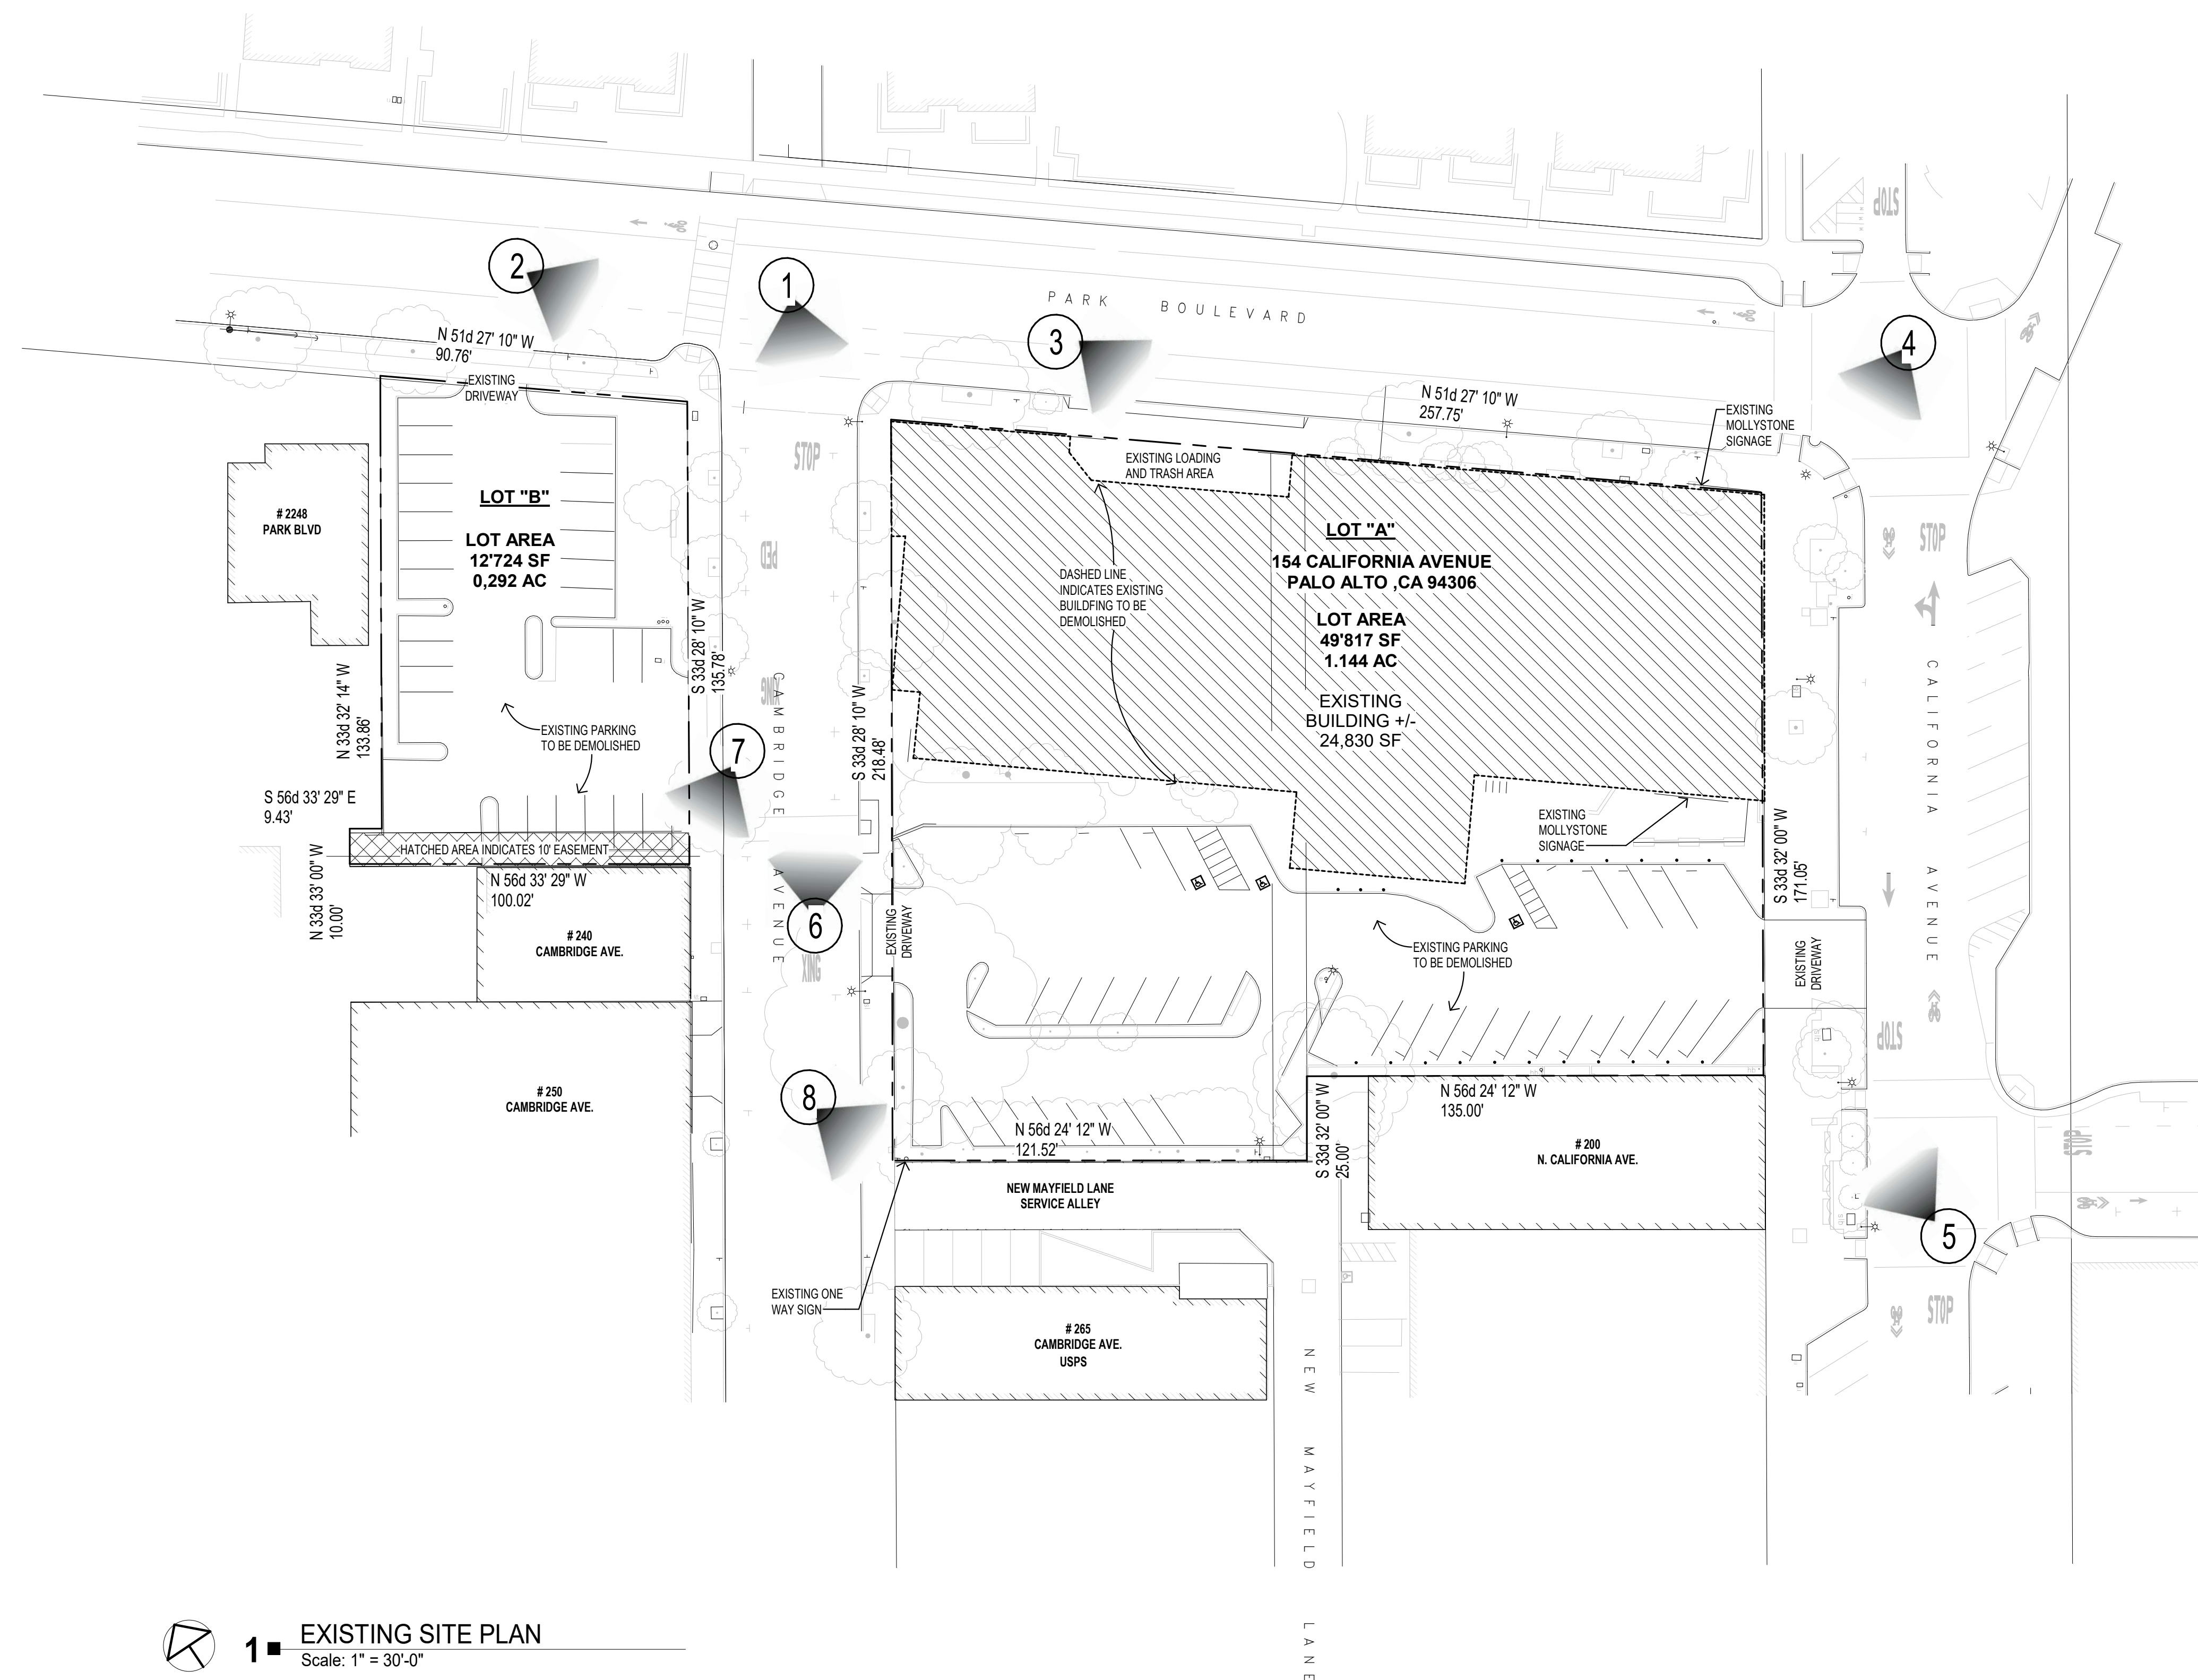 STOP
2
1
PARK BOULEVARD
3
4
N 51d 27' 10" W
90.76'
EXISTING
DRIVEWAY
N 51d 27' 10" W
257.75'
EXISTING
MOLLYSTONE
SIGNAGE
STOP
EXISTING LOADING
AND TRASH AREA
# 2248
PARK BLVD
LOT "B"
LOT AREA
12'724 SF
0,292 AC
PED
LOT "A"
154 CALIFORNIA AVENUE
PALO ALTO ,CA 94306
LOT AREA
49'817 SF
1.144 AC
EXISTING
BUILDING +/-
24,830 SF
DASHED LINE
INDICATES EXISTING
BUILDFING TO BE
DEMOLISHED
STOP
CALIFORNIA AVENUE
S 33d 28' 10" W
135.78'
XING
CAMBRIDGE AVENUE
S 33d 28' 10" W
218.48'
N 33d 32' 14" W
133.86'
EXISTING PARKING
TO BE DEMOLISHED
7
S 56d 33' 29" E
9.43'
HATCHED AREA INDICATES 10' EASEMENT
N 33d 33' 00" W
10.00'
N 56d 33' 29" W
100.02'
EXISTING
MOLLYSTONE
SIGNAGE
S 33d 32' 00" W
171.05'
6
EXISTING
DRIVEWAY
# 240
CAMBRIDGE AVE.
XING
EXISTING PARKING
TO BE DEMOLISHED
EXISTING
DRIVEWAY
STOP
# 250
CAMBRIDGE AVE.
8
N 56d 24' 12" W
121.52'
S 33d 32' 00" W
25.00'
N 56d 24' 12" W
135.00'
# 200
N. CALIFORNIA AVE.
STOP
5
NEW MAYFIELD LANE
SERVICE ALLEY
EXISTING ONE
WAY SIGN
# 265
CAMBRIDGE AVE.
USPS
STOP
NEW MAYFIELD LANE
1
EXISTING SITE PLAN
Scale: 1" = 30'-0"